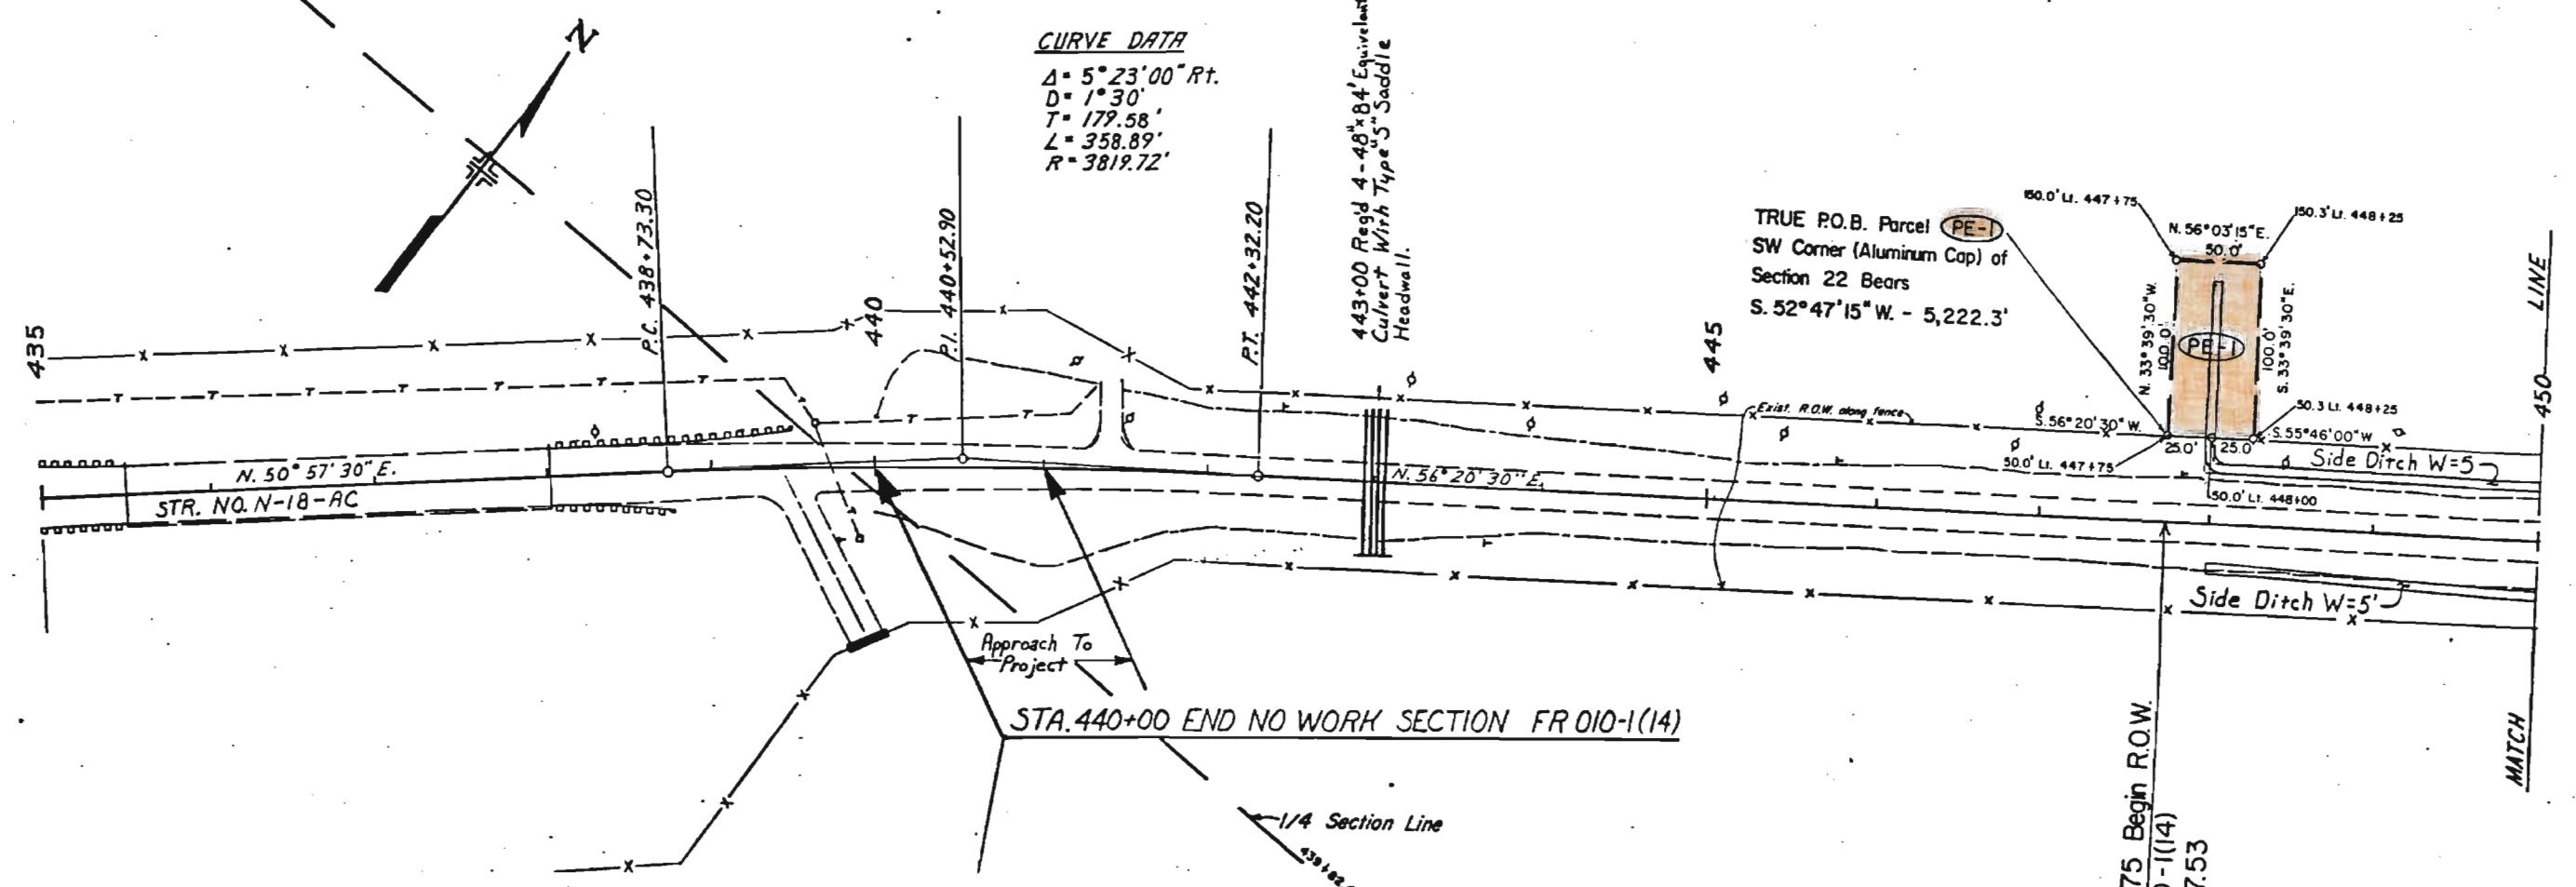 N
CURVE DATA
Δ= 5°23'00" Rt.
D= 1°30'
T= 179.58'
L= 358.89'
R= 3819.72'
443+00 Req'd 4-48"x84' Equivelant
Culvert With Type "S" Saddle
Headwall.
TRUE P.O.B. Parcel PE-1
SW Corner (Aluminum Cap) of
Section 22 Bears
S. 52°47'15" W. - 5,222.3'
150.0' Lt. 447+75
150.3' Lt. 448+25
N. 56°03'15" E.
50.0'
N. 33°39'30" W.
100.0'
PE-1
100.0'
S. 33°39'30" E.
50.3 Lt. 448+25
435
P.C. 438+73.30
440
P.I. 440+52.90
P.T. 442+32.20
445
450
LINE
MATCH
Exist. R.O.W. along fence
S. 56°20'30" W.
25.0'
25.0'
S. 55°46'00" W
50.0' Lt. 447+75
50.0' Lt. 448+00
Side Ditch W=5
N. 50°57'30" E.
STR. NO. N-18-AC
N. 56°20'30" E.
Side Ditch W=5'
Approach To
Project
STA. 440+00 END NO WORK SECTION FR 010-1(14)
1/4 Section Line
75 Begin R.O.W.
-1(14)
7.53